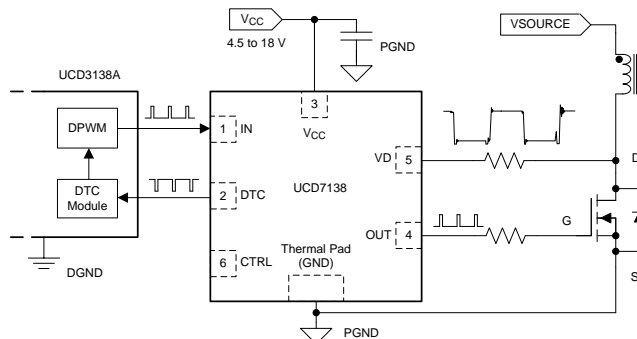 VCC
4.5 to 18 V
PGND
VSOURCE
UCD3138A
DPWM
DTC
Module
DGND
1 IN
2 DTC
6 CTRL
3
VCC
UCD7138
VD 5
OUT 4
Thermal Pad
(GND)
PGND
D
G
S